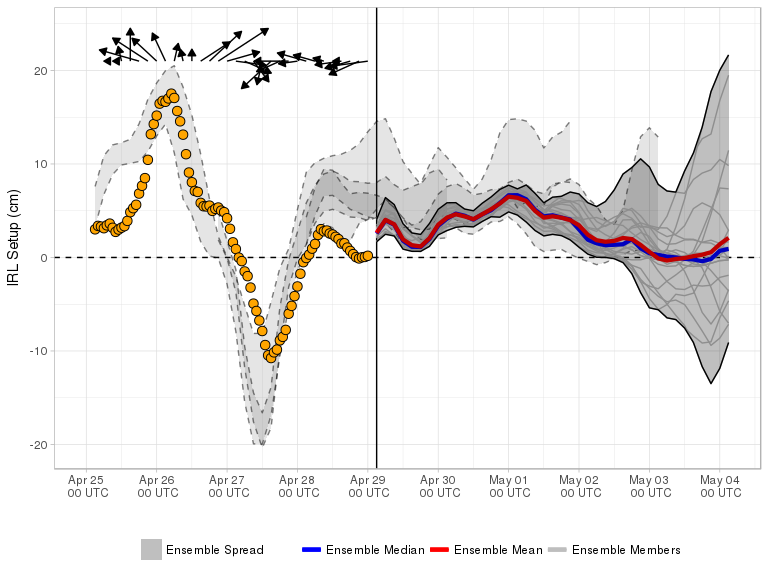 IRL Setup (cm)
20
10
0
-10
-20
Apr 25 Apr 26 Apr 27 Apr 28 Apr 29 Apr 30 May 01 May 02 May 03 May 04
00 UTC 00 UTC 00 UTC 00 UTC 00 UTC 00 UTC 00 UTC 00 UTC 00 UTC 00 UTC
Ensemble Spread Ensemble Median Ensemble Mean Ensemble Members